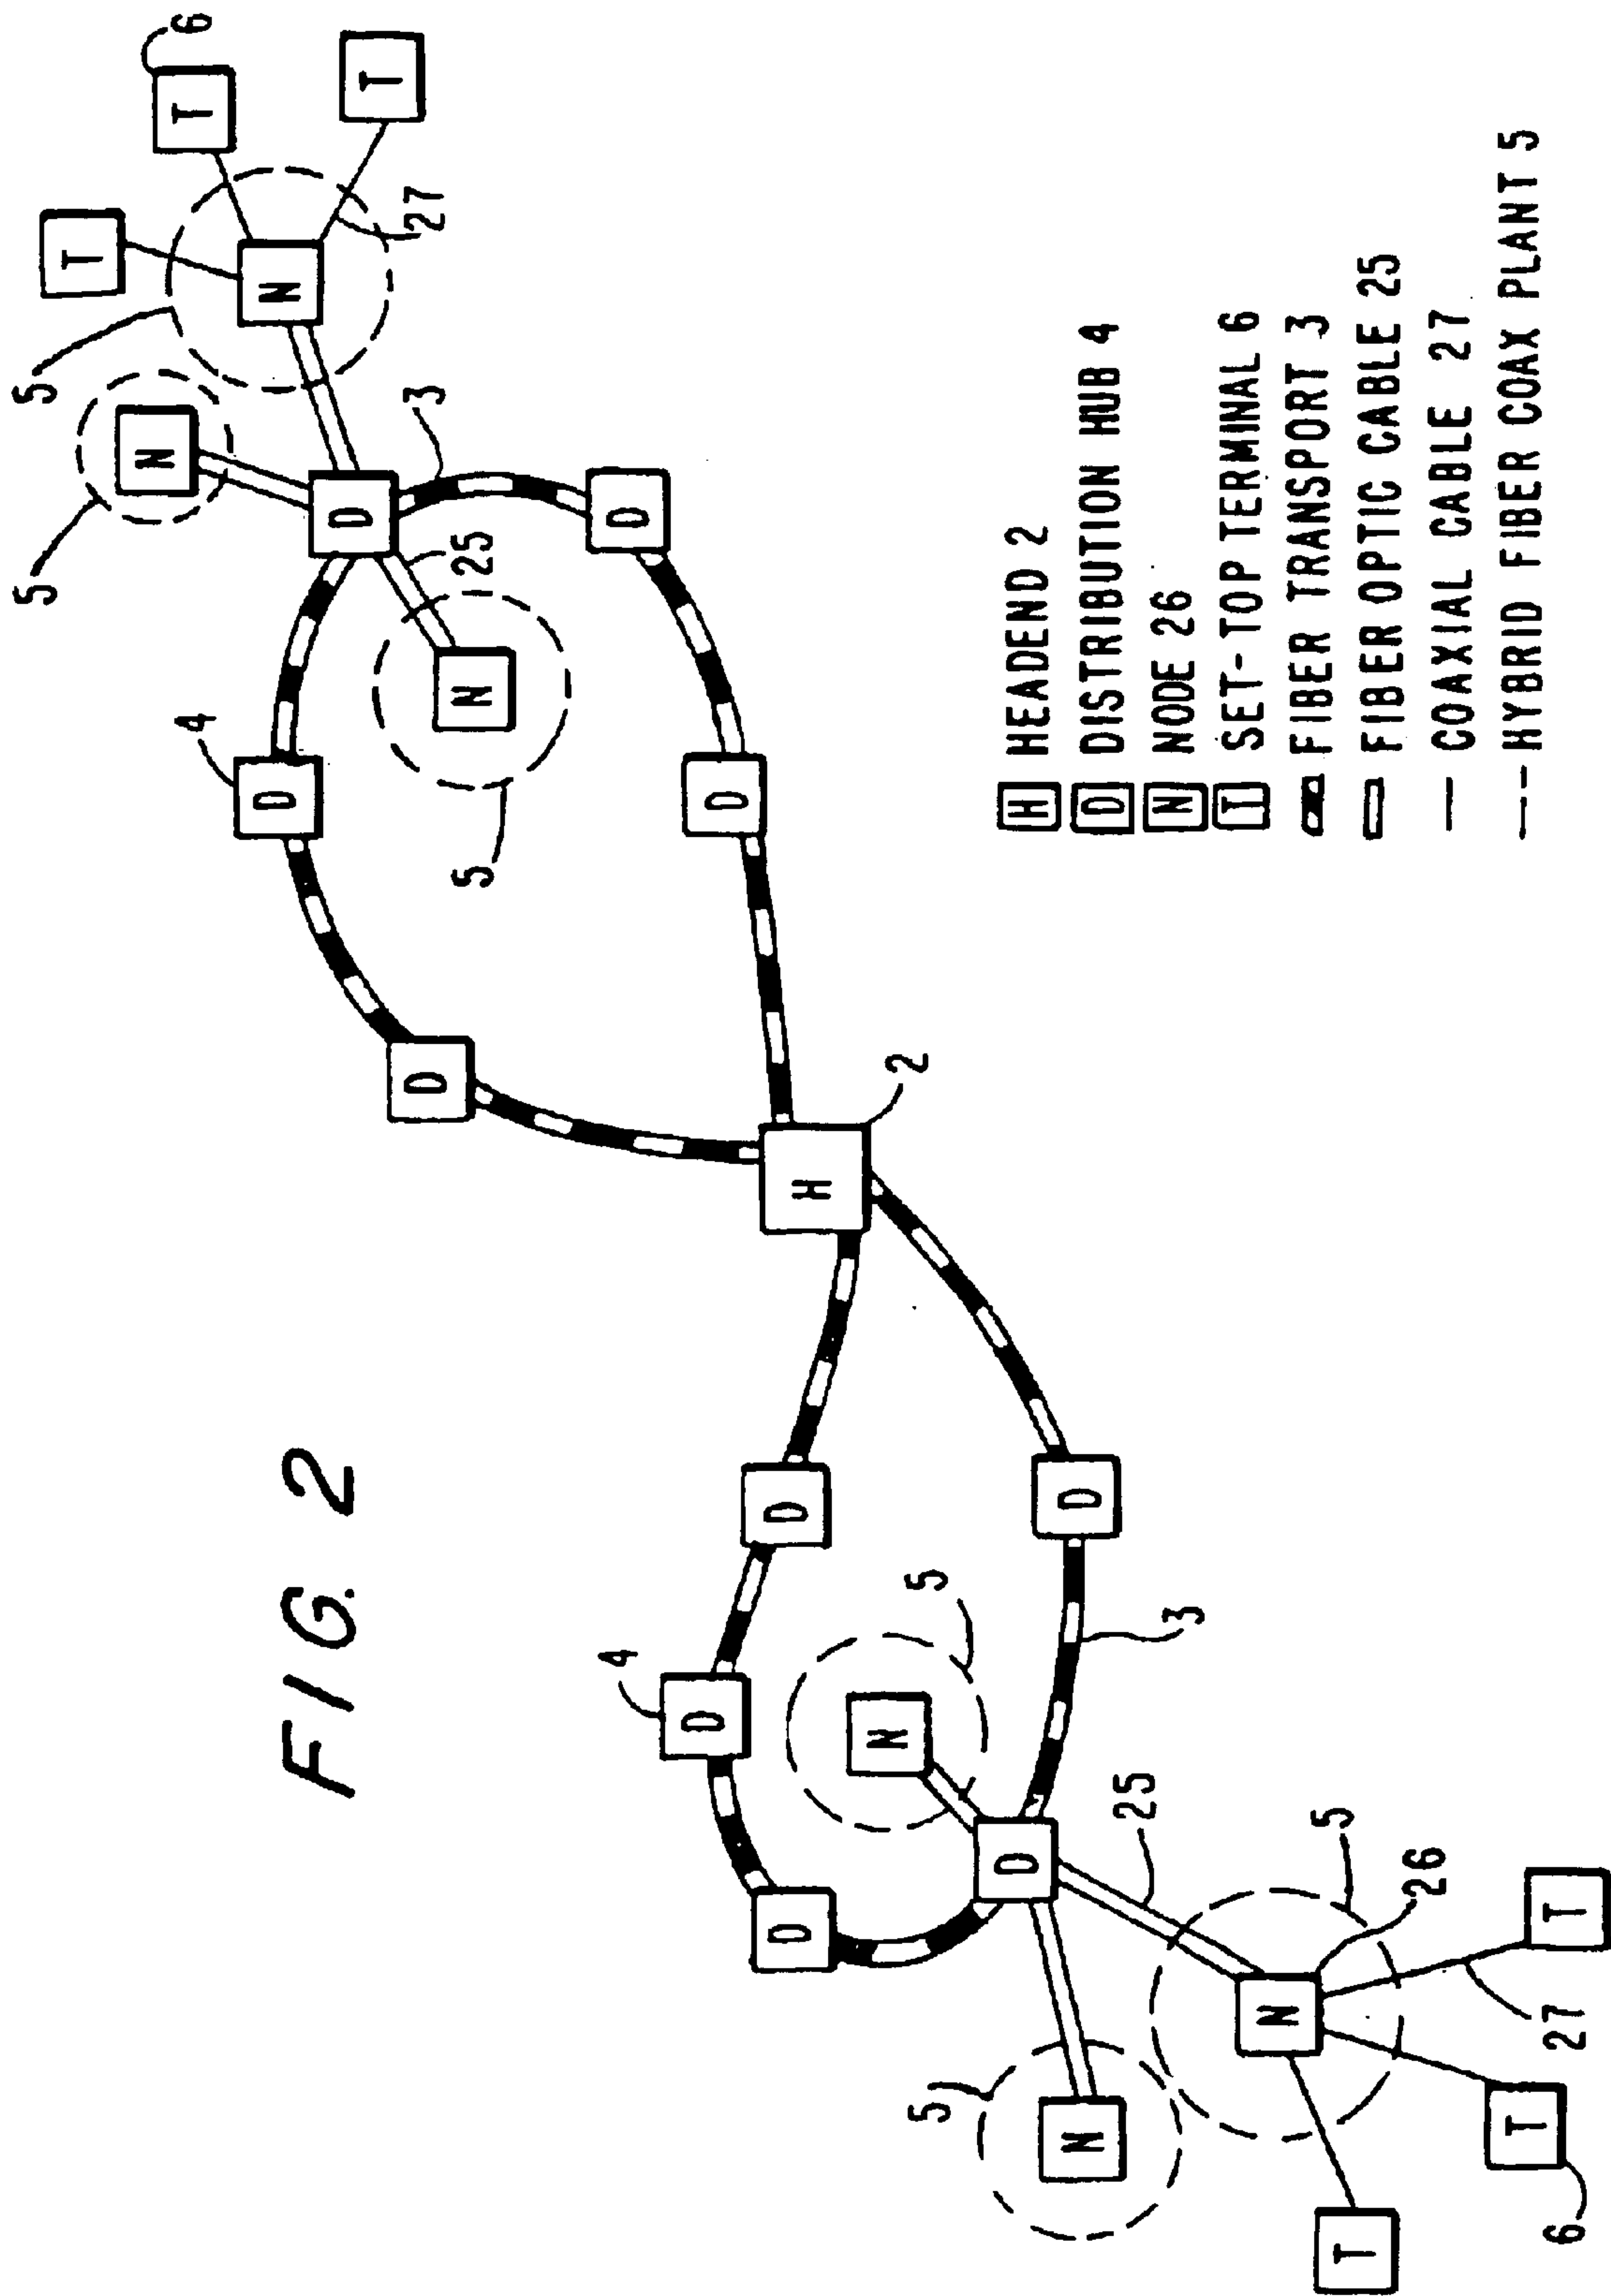 5 5
T
N
4 T 6
D N
FIG. 2
D
T
D 3 27
5 N 25
4 D
D D
D D
H
N
5 5 2
D
N D
25
3
N
5
T
26
T T
6 27
H HEADEND 2
D DISTRIBUTION HUB 4
N NODE 26
T SET-TOP TERMINAL 6
FIBER TRANSPORT 3
FIBER OPTIC CABLE 25
COAXIAL CABLE 27
HYBRID FIBER COAX PLANT 5